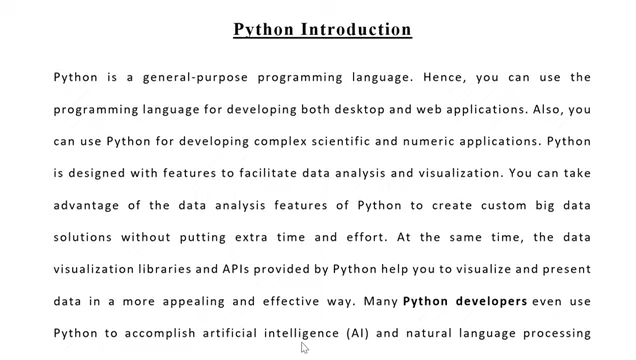 Python Introduction
Python is a general-purpose programming language. Hence, you can use the
programming language for developing both desktop and web applications. Also, you
can use Python for developing complex scientific and numeric applications. Python
is designed with features to facilitate data analysis and visualization. You can take
advantage of the data analysis features of Python to create custom big data
solutions without putting extra time and effort. At the same time, the data
visualization libraries and APIs provided by Python help you to visualize and present
data in a more appealing and effective way. Many Python developers even use
Python to accomplish artificial intelligence (AI) and natural language processing